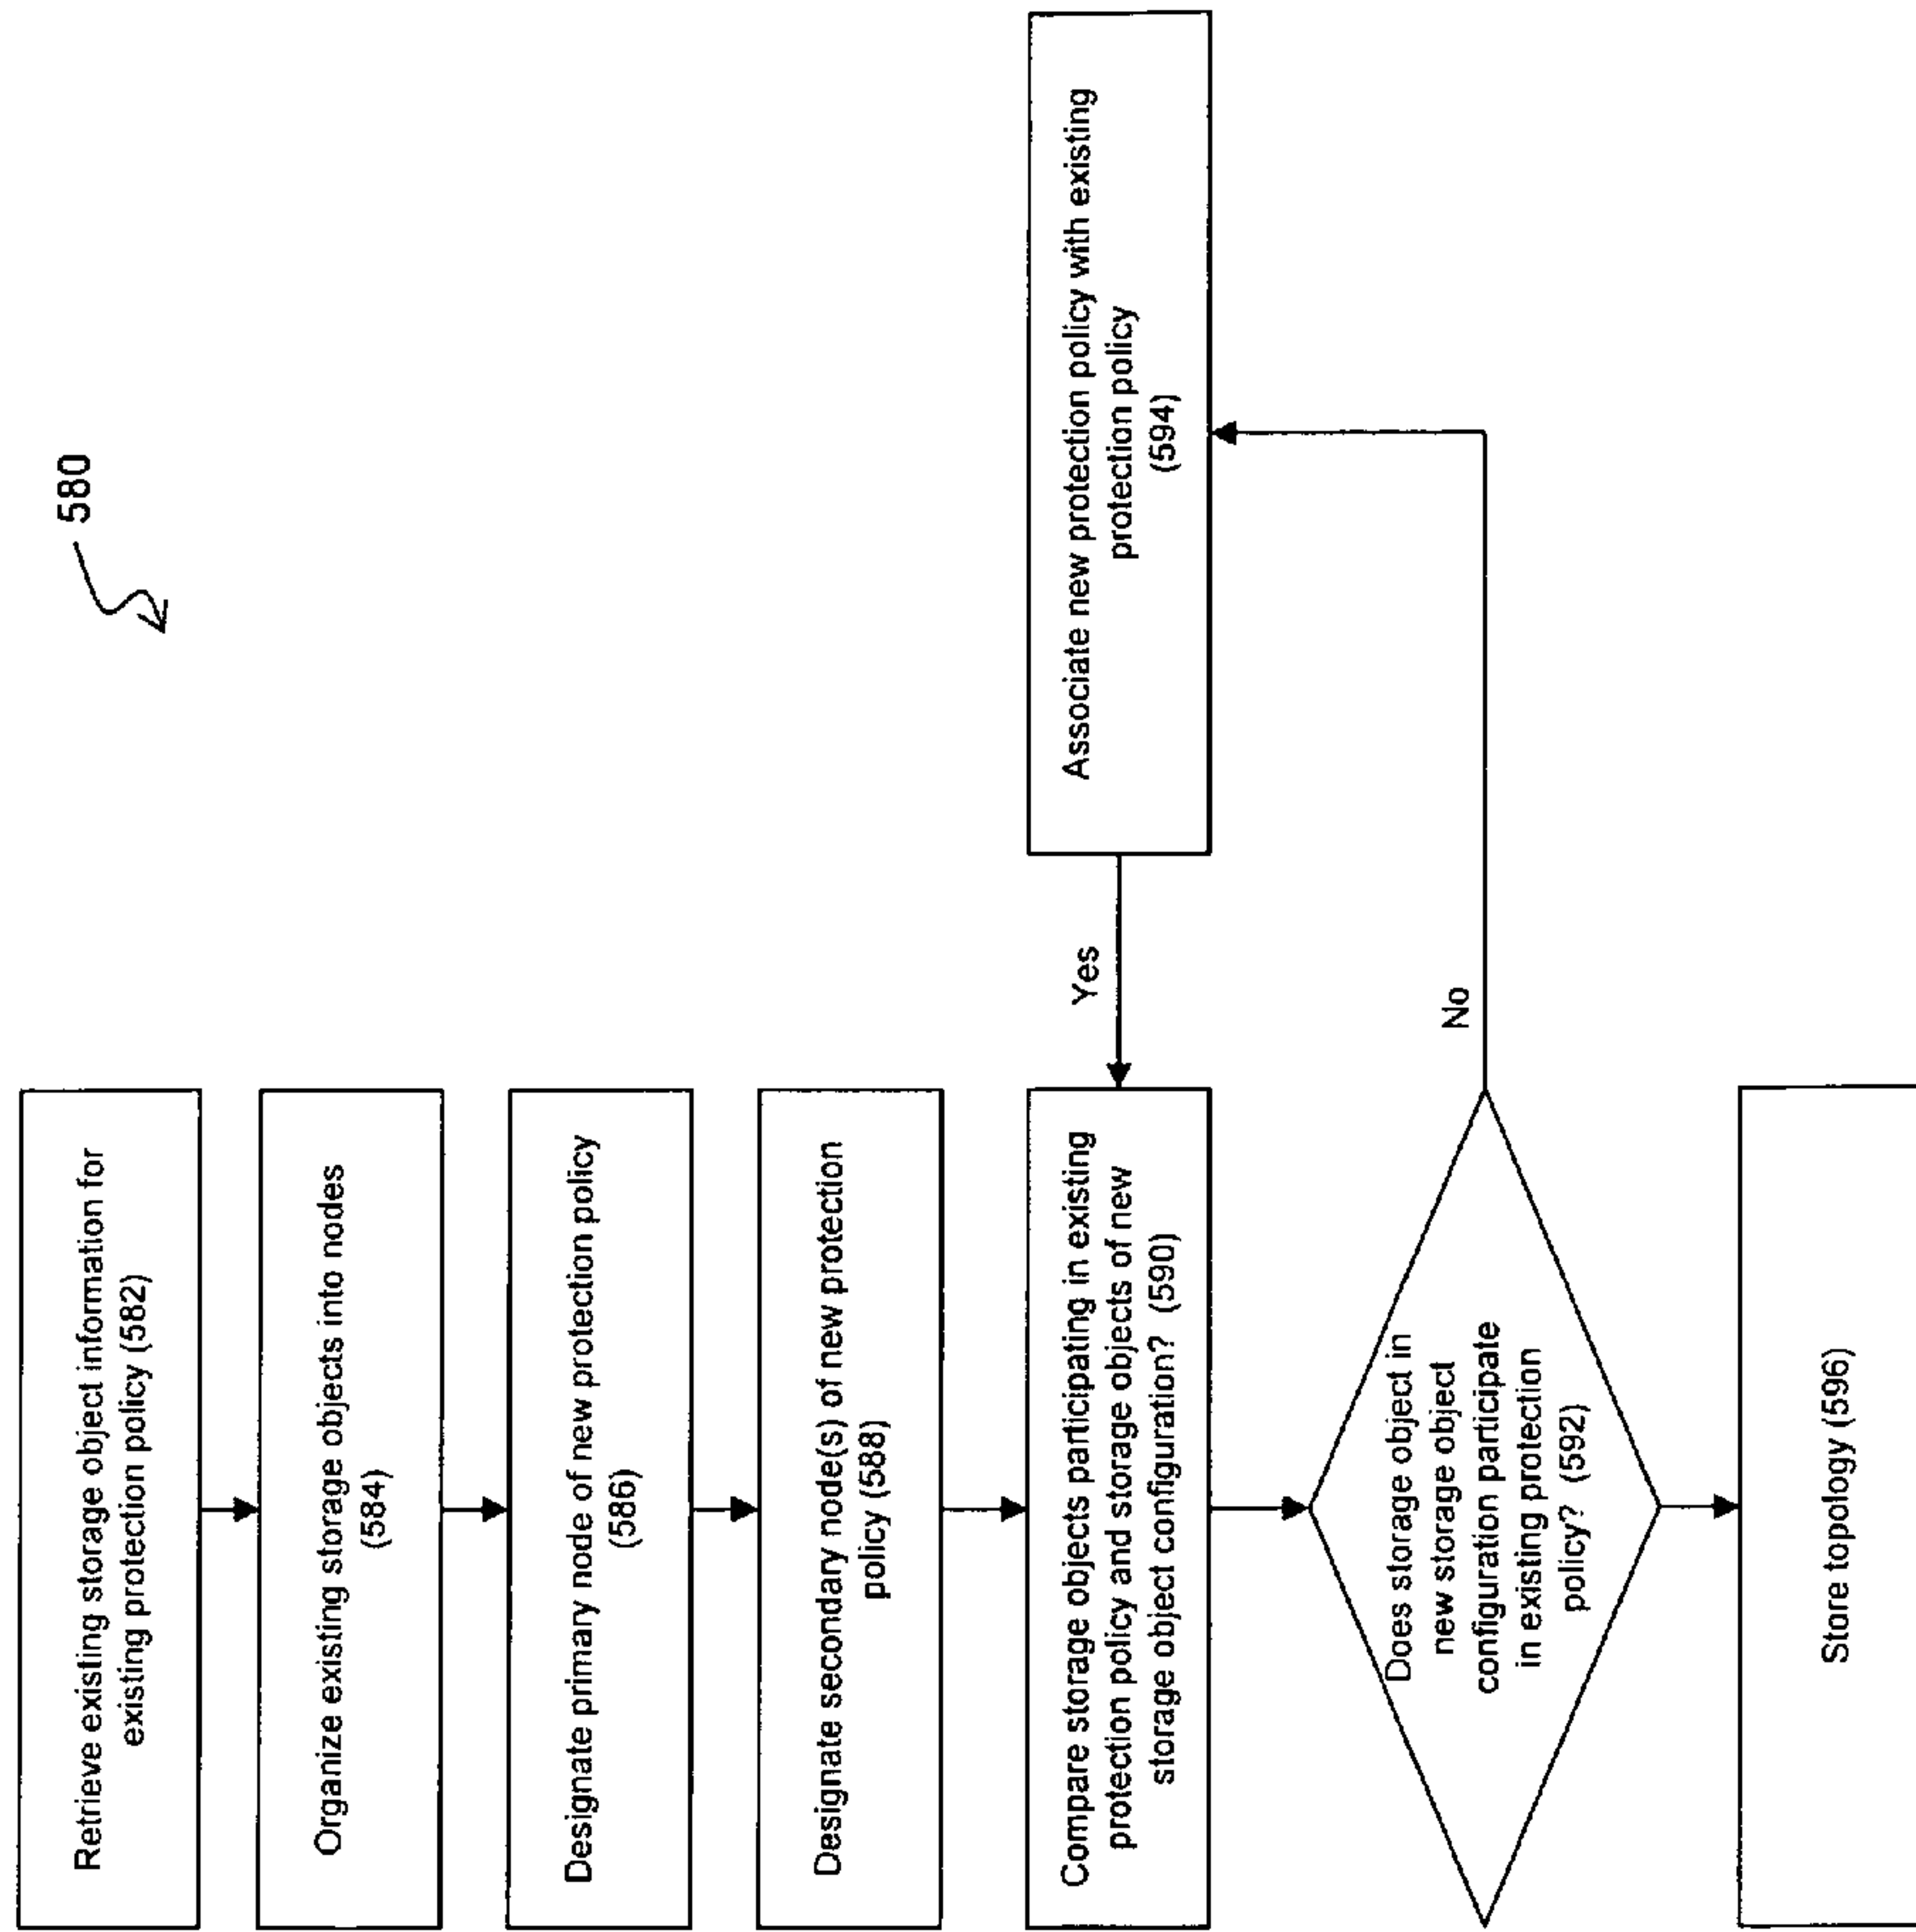 580
Retrieve existing storage object information for
existing protection policy (582)
Organize existing storage objects into nodes
(584)
Designate primary node of new protection policy
(586)
Designate secondary node(s) of new protection
policy (588)
Compare storage objects participating in existing
protection policy and storage objects of new
storage object configuration? (590)
Yes
Associate new protection policy with existing
protection policy
(594)
Does storage object in
new storage object
configuration participate
in existing protection
policy? (592)
No
Store topology (596)